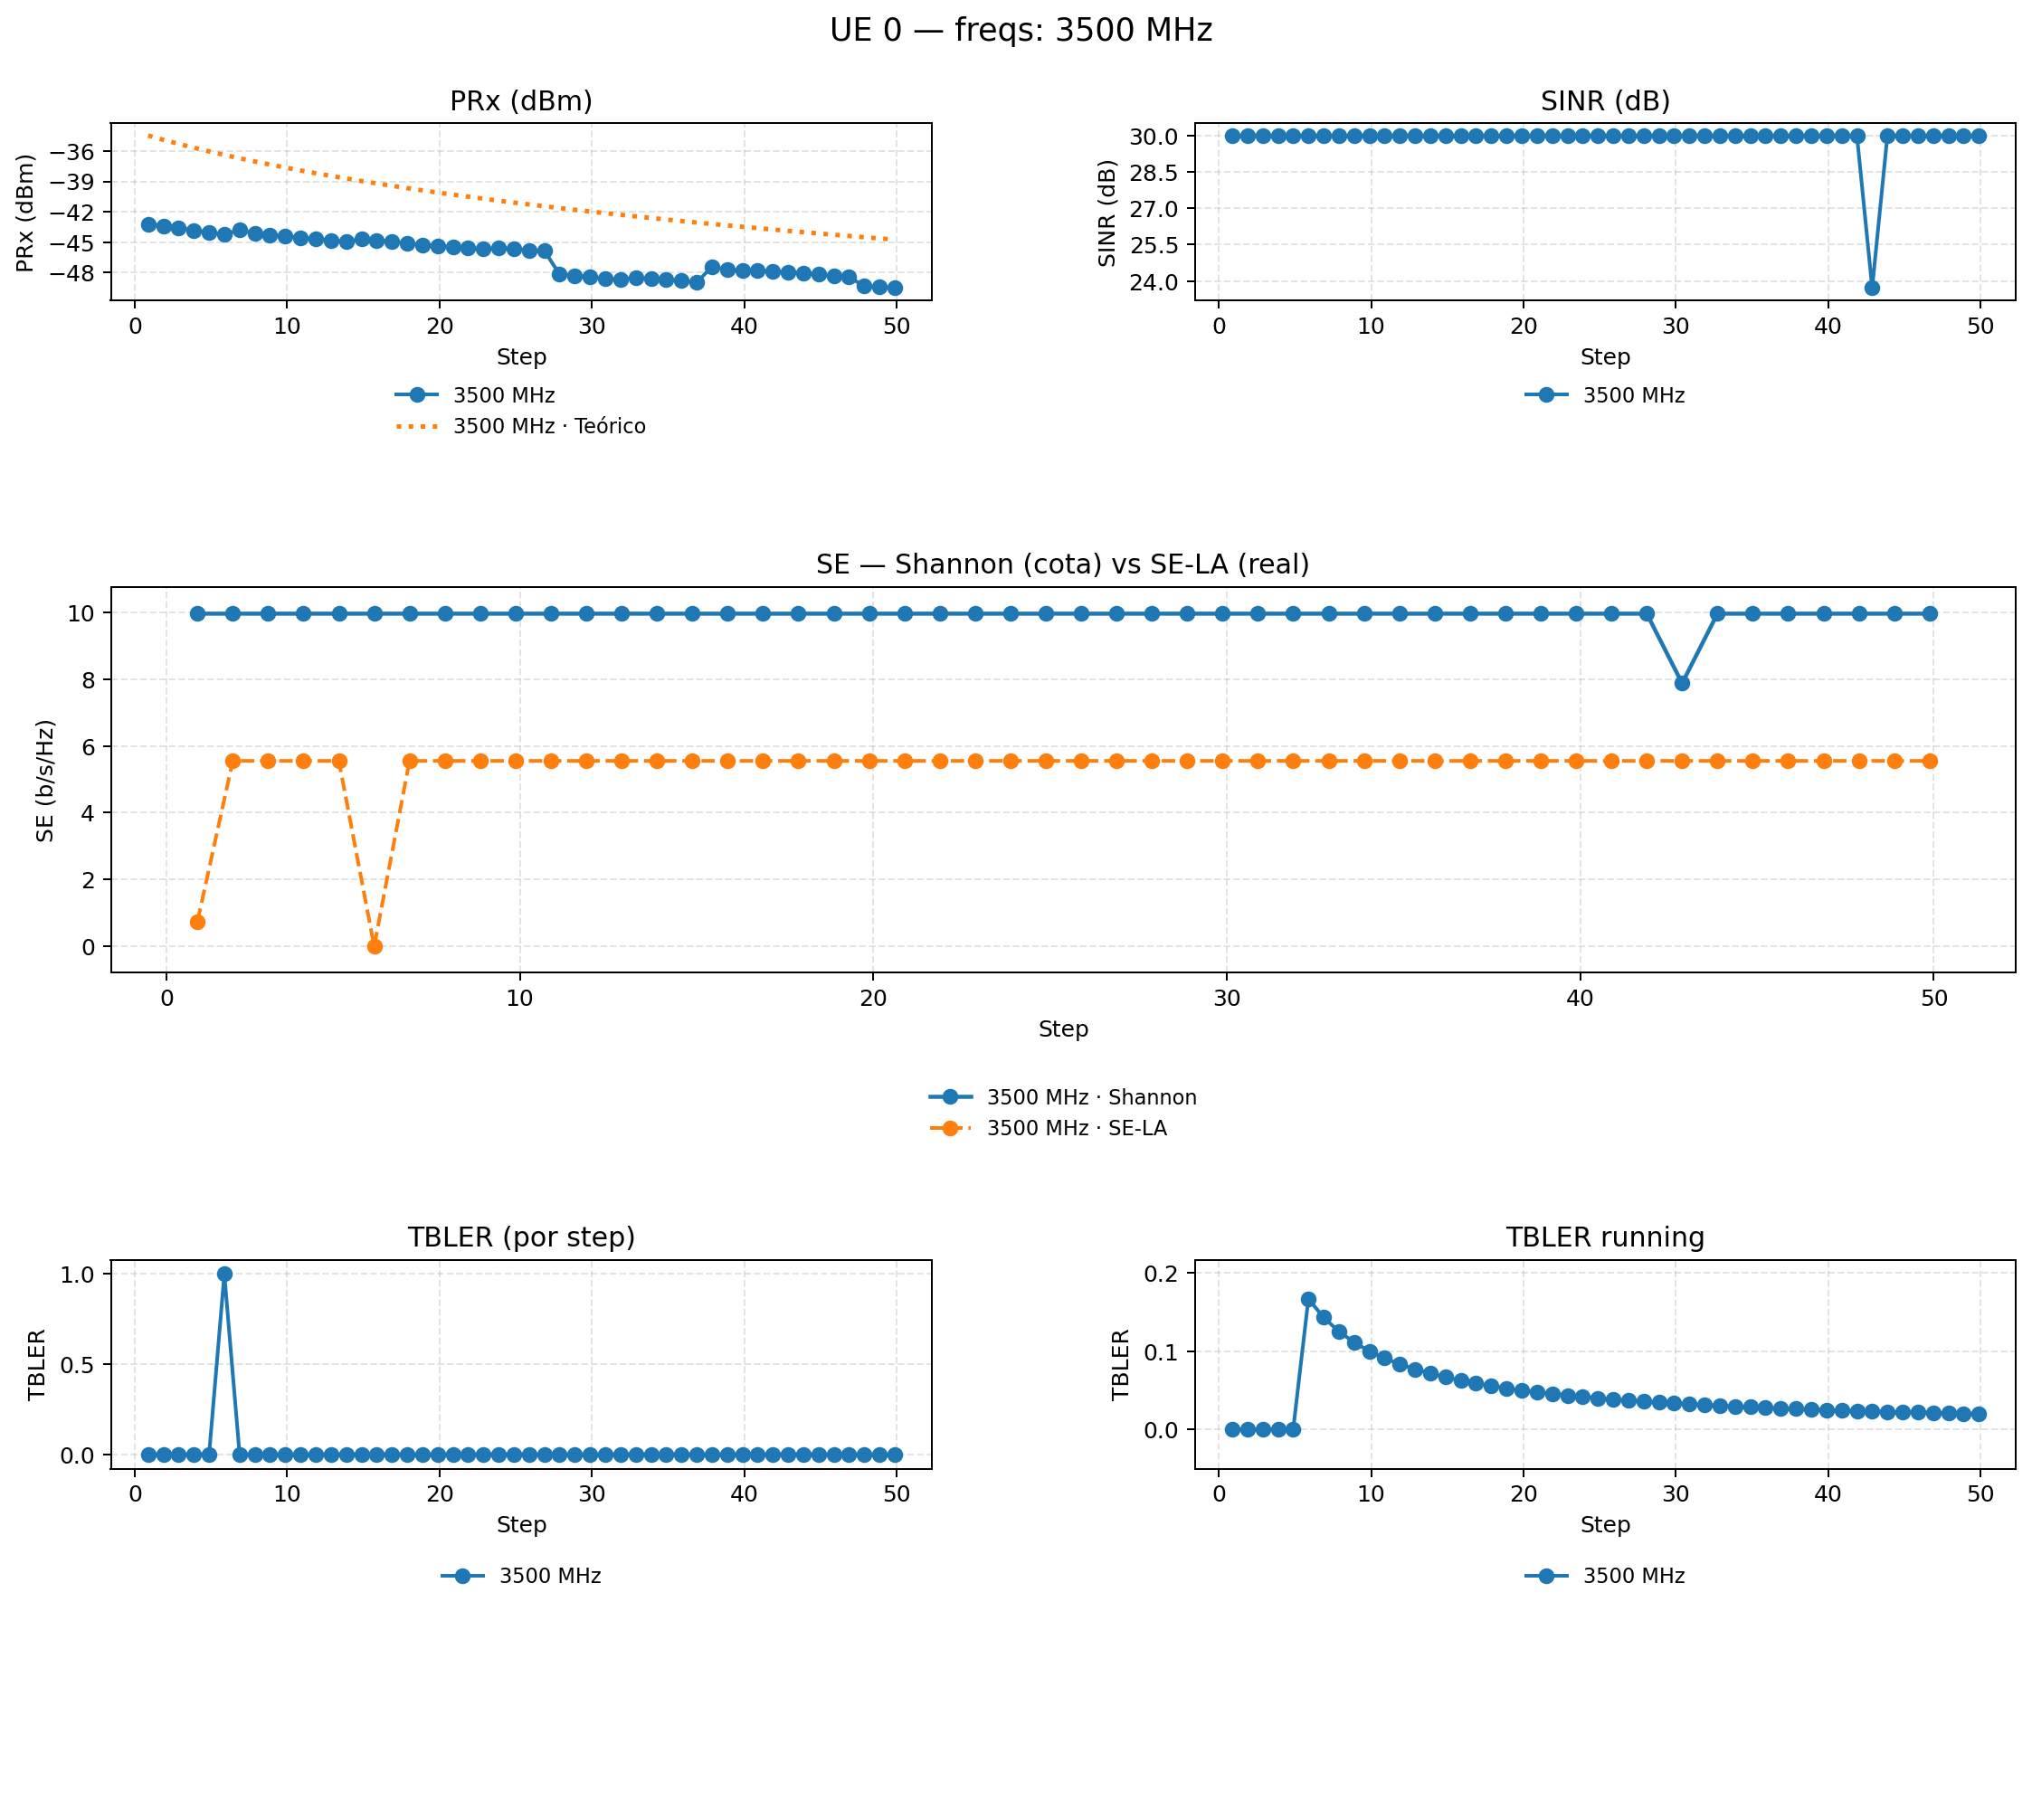 UE 0 — freqs: 3500 MHz
PRx (dBm)
PRx (dBm)
−36
−39
−42
−45
−48
0 10 20 30 40 50
Step
3500 MHz
3500 MHz · Teórico
SINR (dB)
SINR (dB)
30.0
28.5
27.0
25.5
24.0
0 10 20 30 40 50
Step
3500 MHz
SE — Shannon (cota) vs SE-LA (real)
SE (b/s/Hz)
10
8
6
4
2
0
0 10 20 30 40 50
Step
3500 MHz · Shannon
3500 MHz · SE-LA
TBLER (por step)
TBLER
1.0
0.5
0.0
0 10 20 30 40 50
Step
3500 MHz
TBLER running
TBLER
0.2
0.1
0.0
0 10 20 30 40 50
Step
3500 MHz